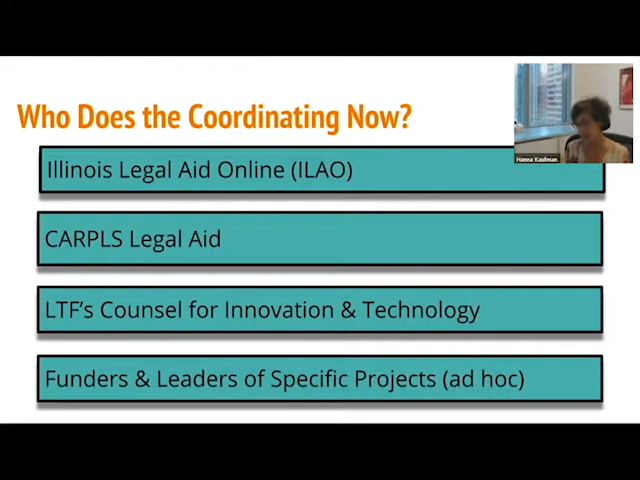 Who Does the Coordinating Now?
Hanna Kaufman
Illinois Legal Aid Online (ILAO)
CARPLS Legal Aid
LTF's Counsel for Innovation & Technology
Funders & Leaders of Specific Projects (ad hoc)